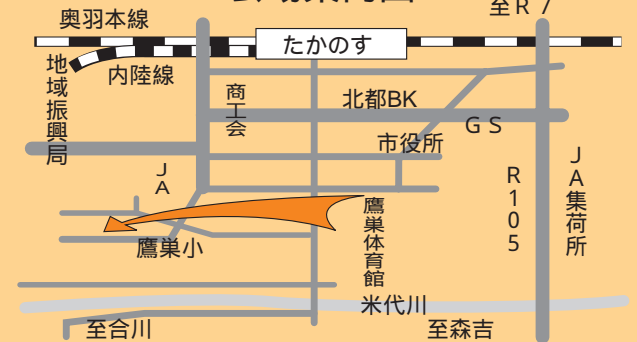 至R7
奥羽本線
たかのす
内陸線
地域振興局
商工会
北都BK
GS
市役所
JA
R105
JA集荷所
鷹巣体育館
鷹巣小
米代川
至合川
至森吉